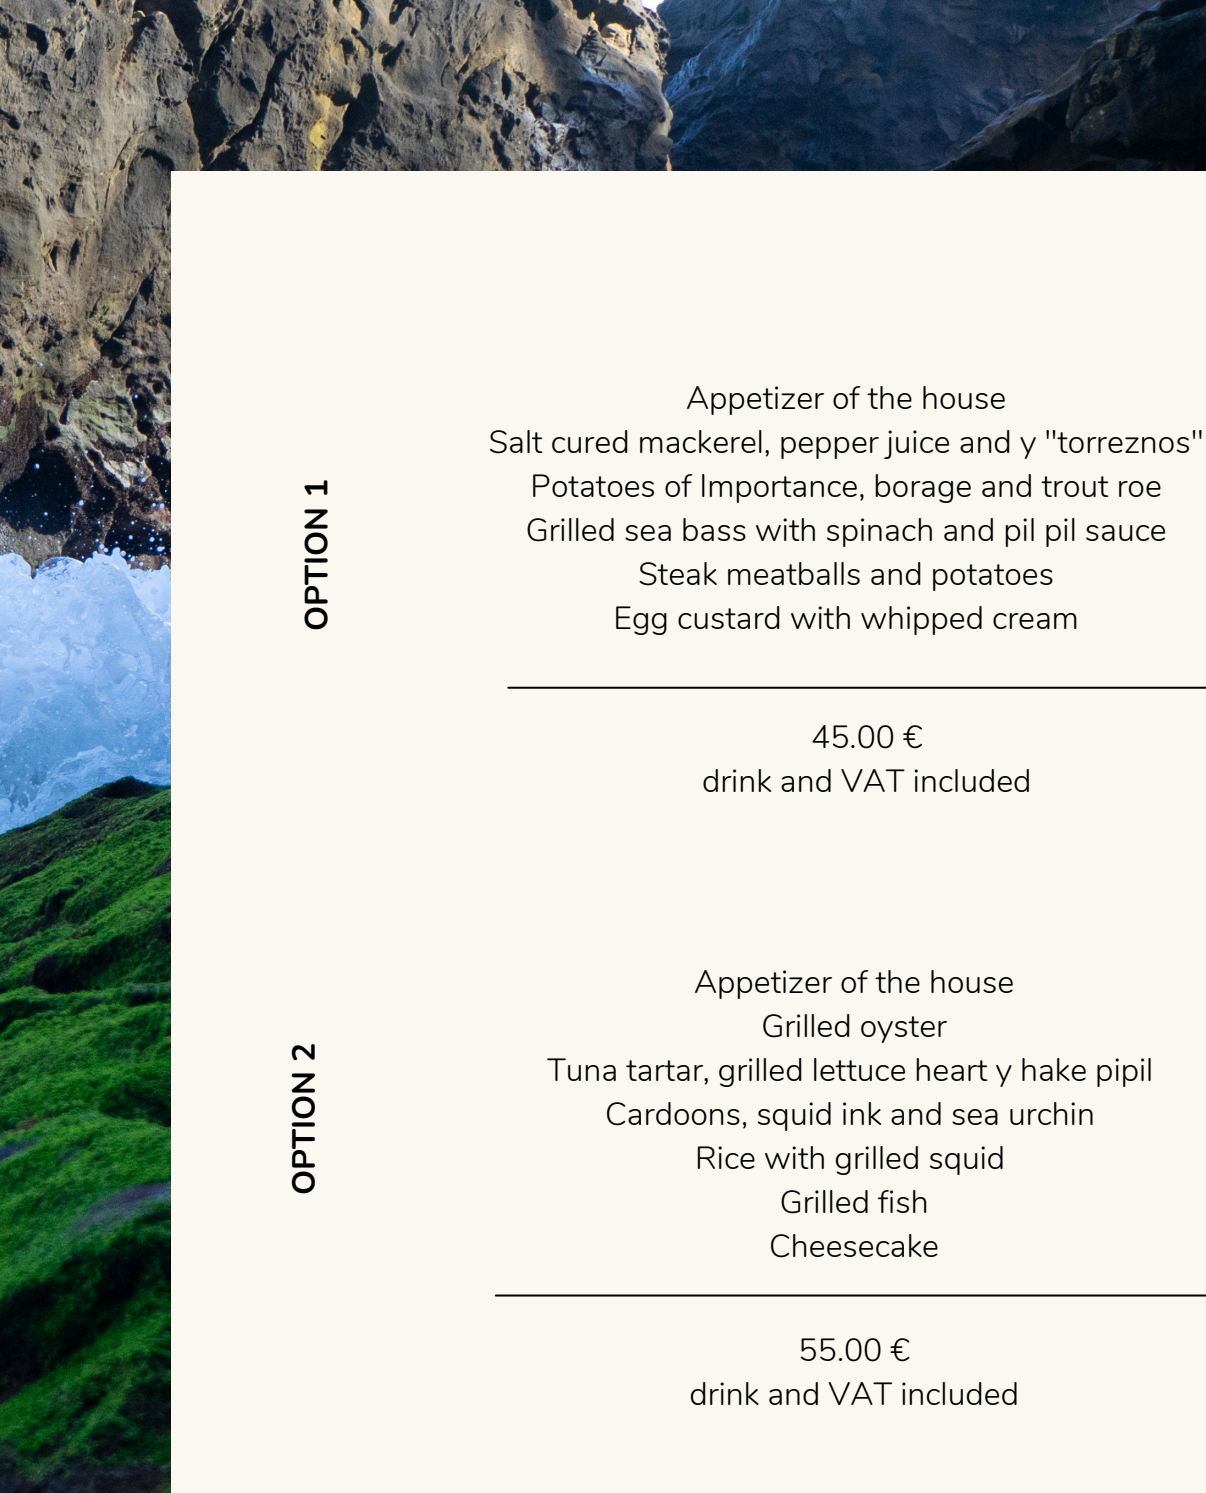 OPTION 1
Appetizer of the house
Salt cured mackerel, pepper juice and y "torreznos"
Potatoes of Importance, borage and trout roe
Grilled sea bass with spinach and pil pil sauce
Steak meatballs and potatoes
Egg custard with whipped cream
45.00 €
drink and VAT included
OPTION 2
Appetizer of the house
Grilled oyster
Tuna tartar, grilled lettuce heart y hake pipil
Cardoons, squid ink and sea urchin
Rice with grilled squid
Grilled fish
Cheesecake
55.00 €
drink and VAT included